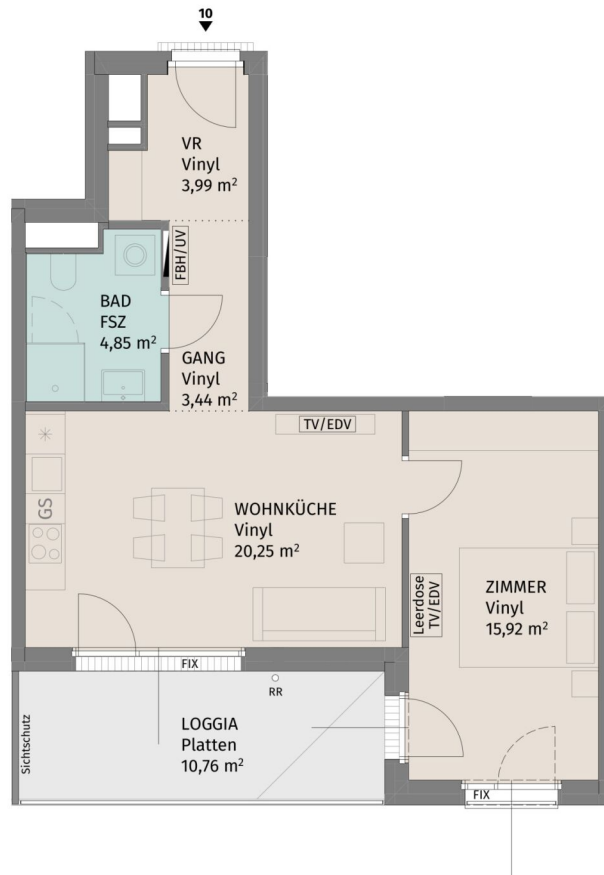 10
VR
Vinyl
3,99 m²
FBH/UV
BAD
FSZ
4,85 m²
GANG
Vinyl
3,44 m²
TV/EDV
GS
WOHNKÜCHE
Vinyl
20,25 m²
Leerdose
TV/EDV
ZIMMER
Vinyl
15,92 m²
FIX
RR
Sichtschutz
LOGGIA
Platten
10,76 m²
FIX